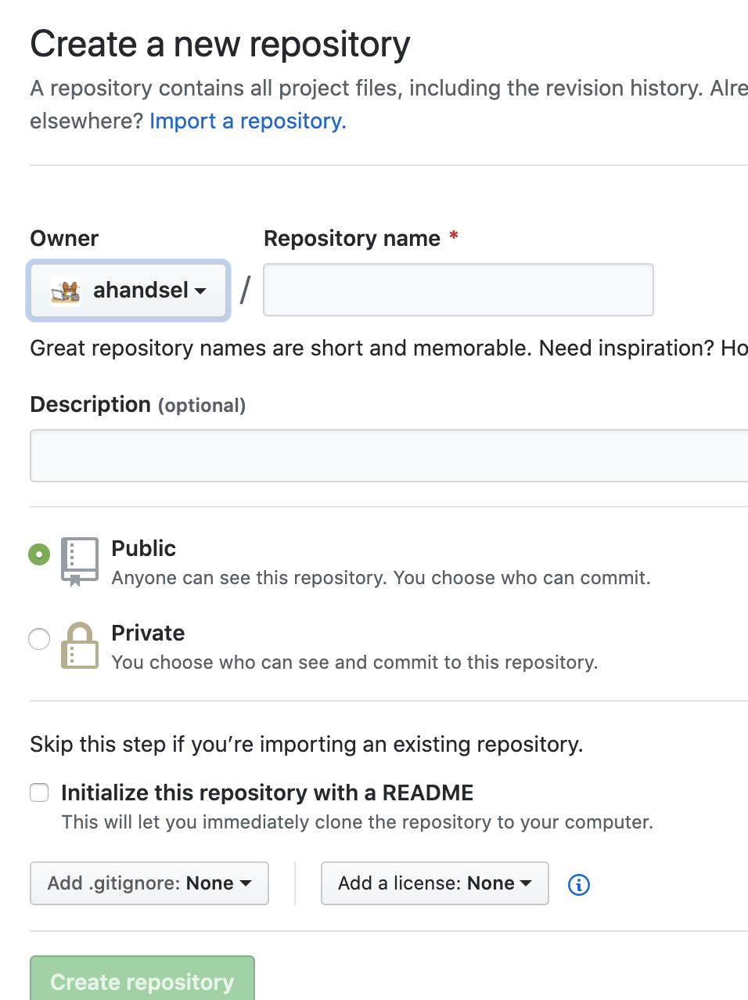 Create a new repository
A repository contains all project files, including the revision history. Alre
elsewhere? Import a repository.
Owner Repository name *
ahandsel /
Great repository names are short and memorable. Need inspiration? Ho
Description (optional)
Public
Anyone can see this repository. You choose who can commit.
Private
You choose who can see and commit to this repository.
Skip this step if you’re importing an existing repository.
Initialize this repository with a README
This will let you immediately clone the repository to your computer.
Add .gitignore: None Add a license: None
Create repository